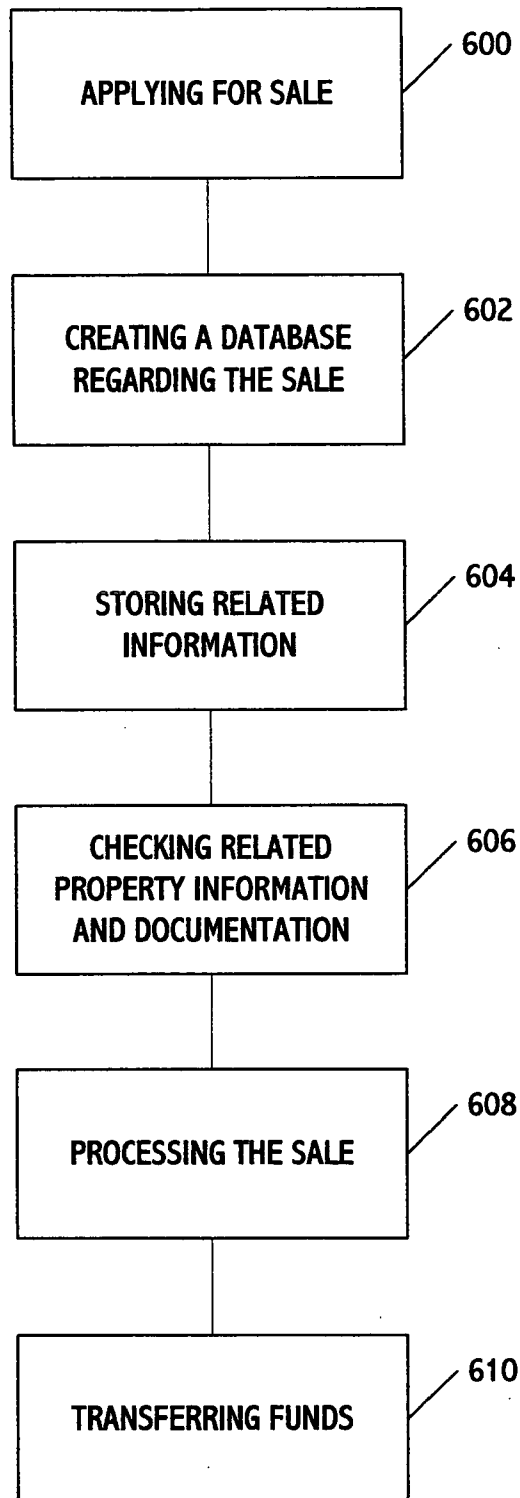 600
APPLYING FOR SALE
602
CREATING A DATABASE
REGARDING THE SALE
604
STORING RELATED
INFORMATION
606
CHECKING RELATED
PROPERTY INFORMATION
AND DOCUMENTATION
608
PROCESSING THE SALE
610
TRANSFERRING FUNDS